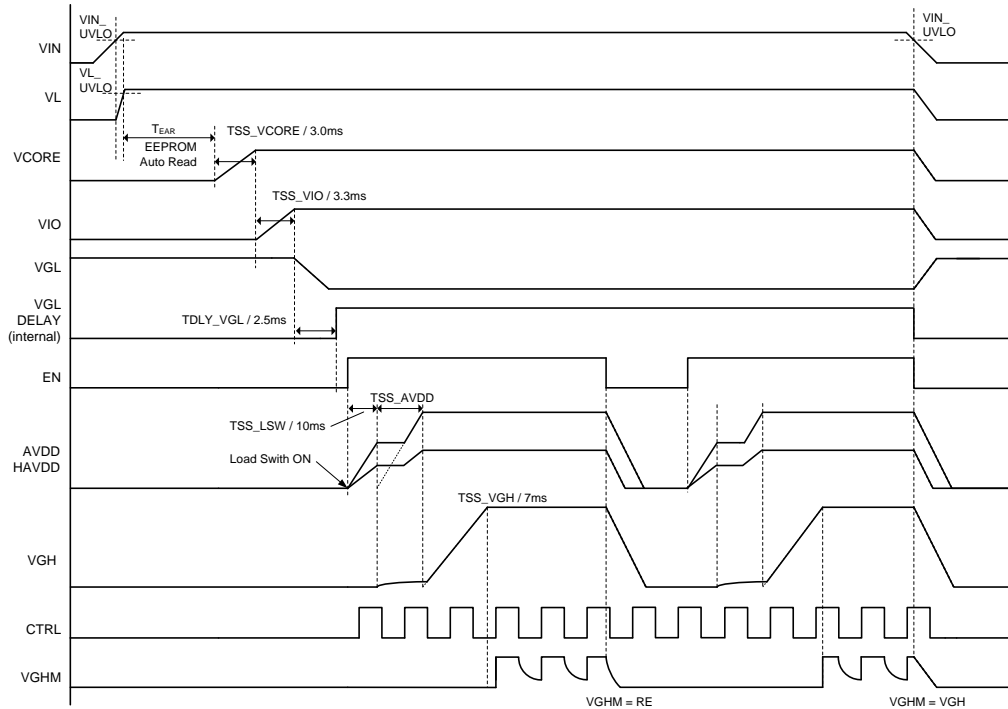 VIN_
UVLO
VIN_
UVLO
VIN
VL_
UVLO
VL
TEAR
EEPROM
Auto Read
TSS_VCORE / 3.0ms
VCORE
TSS_VIO / 3.3ms
VIO
VGL
VGL
DELAY
(internal)
TDLY_VGL / 2.5ms
EN
TSS_AVDD
TSS_LSW / 10ms
AVDD
HAVDD
Load Swith ON
TSS_VGH / 7ms
VGH
CTRL
VGHM
VGHM = RE
VGHM = VGH